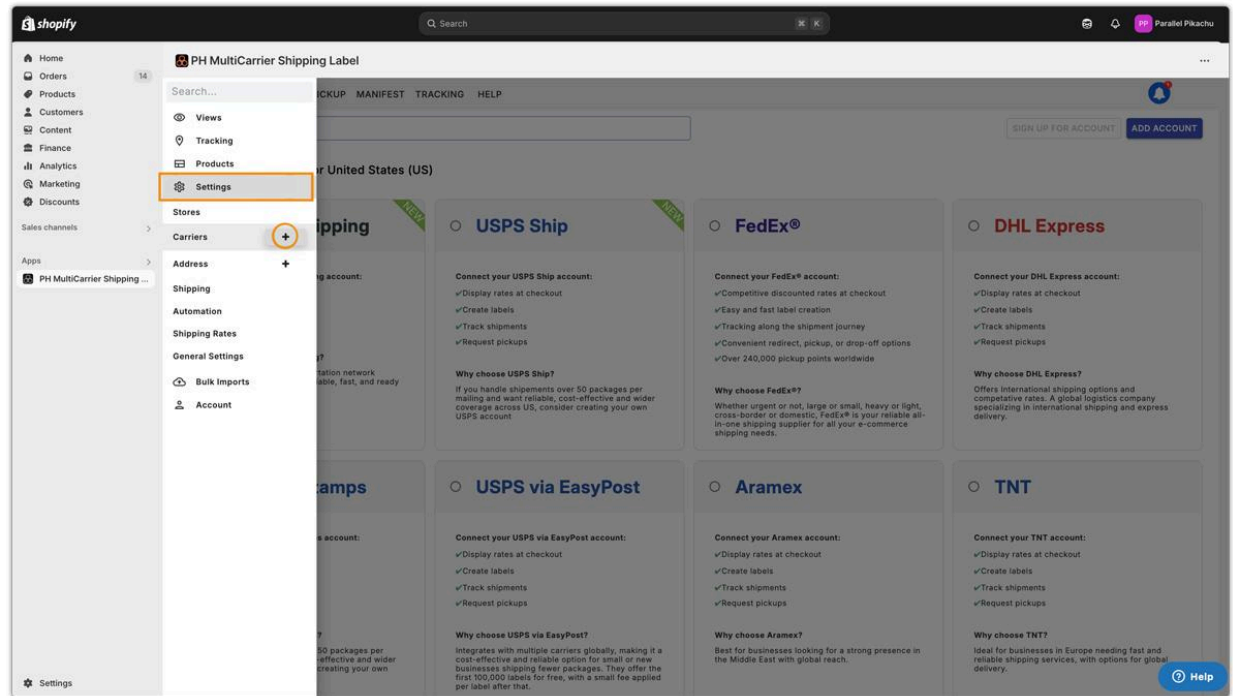 shopify
Search
⌘ K
PP
Parallel Pikachu
Home
Orders 14
Products
Customers
Content
Finance
Analytics
Marketing
Discounts
Sales channels
Apps
PH MultiCarrier Shipping ...
Settings
PH MultiCarrier Shipping Label
...
Search...
Views
Tracking
Products
Settings
Stores
Carriers +
Address +
Shipping
Automation
Shipping Rates
General Settings
Bulk Imports
Account
ICKUP MANIFEST TRACKING HELP
SIGN UP FOR ACCOUNT
ADD ACCOUNT
or United States (US)
ipping
NEW
ng account:
g?
tation network
iable, fast, and ready
USPS Ship
NEW
Connect your USPS Ship account:
✔Display rates at checkout
✔Create labels
✔Track shipments
✔Request pickups
Why choose USPS Ship?
If you handle shipements over 50 packages per
mailing and want reliable, cost-effective and wider
coverage across US, consider creating your own
USPS account
FedEx®
Connect your FedEx® account:
✔Competitive discounted rates at checkout
✔Easy and fast label creation
✔Tracking along the shipment journey
✔Convenient redirect, pickup, or drop-off options
✔Over 240,000 pickup points worldwide
Why choose FedEx®?
Whether urgent or not, large or small, heavy or light,
cross-border or domestic, FedEx® is your reliable all-
in-one shipping supplier for all your e-commerce
shipping needs.
DHL Express
Connect your DHL Express account:
✔Display rates at checkout
✔Create labels
✔Track shipments
✔Request pickups
Why choose DHL Express?
Offers International shipping options and
competative rates. A global logistics company
specializing in international shipping and express
delivery.
tamps
s account:
?
50 packages per
-effective and wider
creating your own
USPS via EasyPost
Connect your USPS via EasyPost account:
✔Display rates at checkout
✔Create labels
✔Track shipments
✔Request pickups
Why choose USPS via EasyPost?
Integrates with multiple carriers globally, making it a
cost-effective and reliable option for small or new
businesses shipping fewer packages. They offer the
first 100,000 labels for free, with a small fee applied
per label after that.
Aramex
Connect your Aramex account:
✔Display rates at checkout
✔Create labels
✔Track shipments
✔Request pickups
Why choose Aramex?
Best for businesses looking for a strong presence in
the Middle East with global reach.
TNT
Connect your TNT account:
✔Display rates at checkout
✔Create labels
✔Track shipments
✔Request pickups
Why choose TNT?
Ideal for businesses in Europe needing fast and
reliable shipping services, with options for global
delivery.
Help